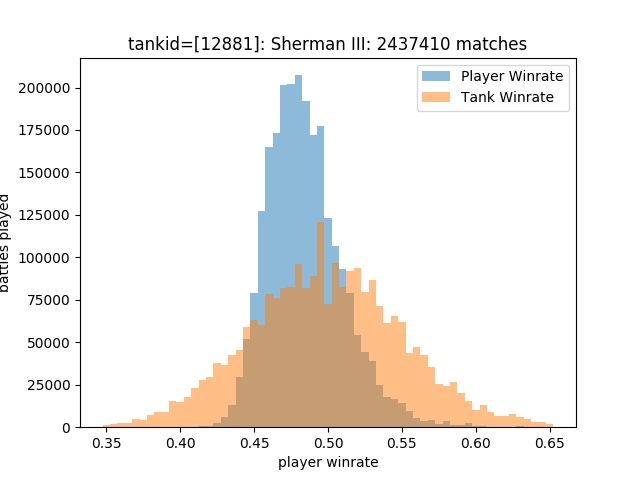 tankid=[12881]: Sherman III: 2437410 matches
Player Winrate
Tank Winrate
200000
175000
150000
125000
100000
75000
50000
25000
0
battles played
0.35 0.40 0.45 0.50 0.55 0.60 0.65
player winrate